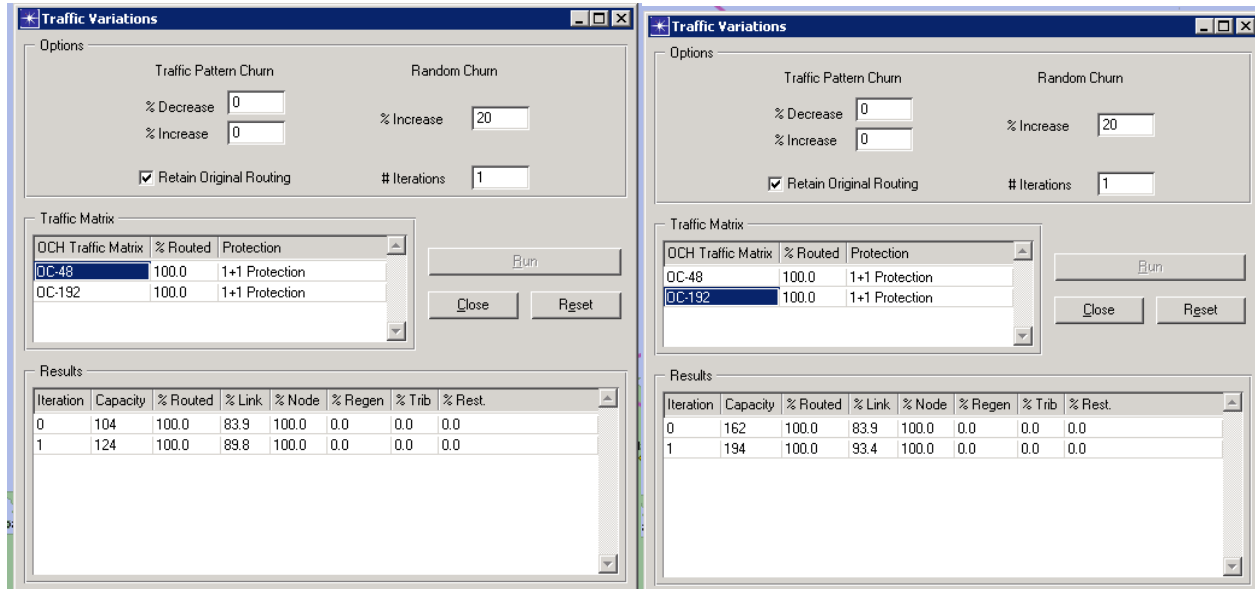 Traffic Variations
Options
Traffic Pattern Churn Random Churn
% Decrease 0
% Increase 0
% Increase 20
Retain Original Routing # Iterations 1
Traffic Matrix
OCH Traffic Matrix % Routed Protection
OC-48 100.0 1+1 Protection
OC-192 100.0 1+1 Protection
Run
Close Reset
Results
Iteration Capacity % Routed % Link % Node % Regen % Trib % Rest.
0 104 100.0 83.9 100.0 0.0 0.0 0.0
1 124 100.0 89.8 100.0 0.0 0.0 0.0
Traffic Variations
Options
Traffic Pattern Churn Random Churn
% Decrease 0
% Increase 0
% Increase 20
Retain Original Routing # Iterations 1
Traffic Matrix
OCH Traffic Matrix % Routed Protection
OC-48 100.0 1+1 Protection
OC-192 100.0 1+1 Protection
Run
Close Reset
Results
Iteration Capacity % Routed % Link % Node % Regen % Trib % Rest.
0 162 100.0 83.9 100.0 0.0 0.0 0.0
1 194 100.0 93.4 100.0 0.0 0.0 0.0